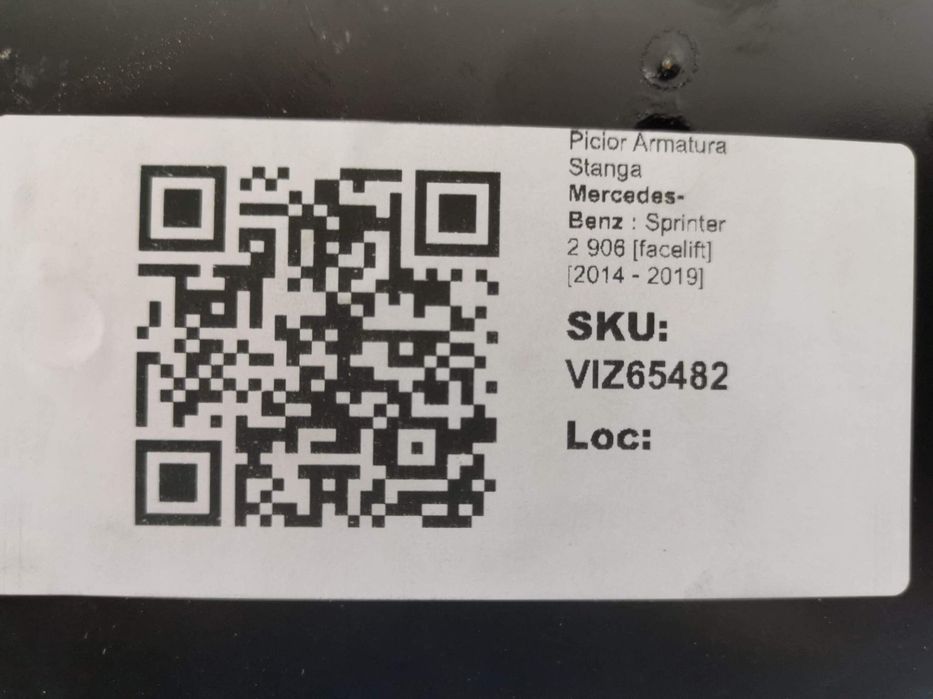 Picior Armatura
Stanga
Mercedes-
Benz : Sprinter
2 906 [facelift]
[2014 - 2019]
SKU:
VIZ65482
Loc: